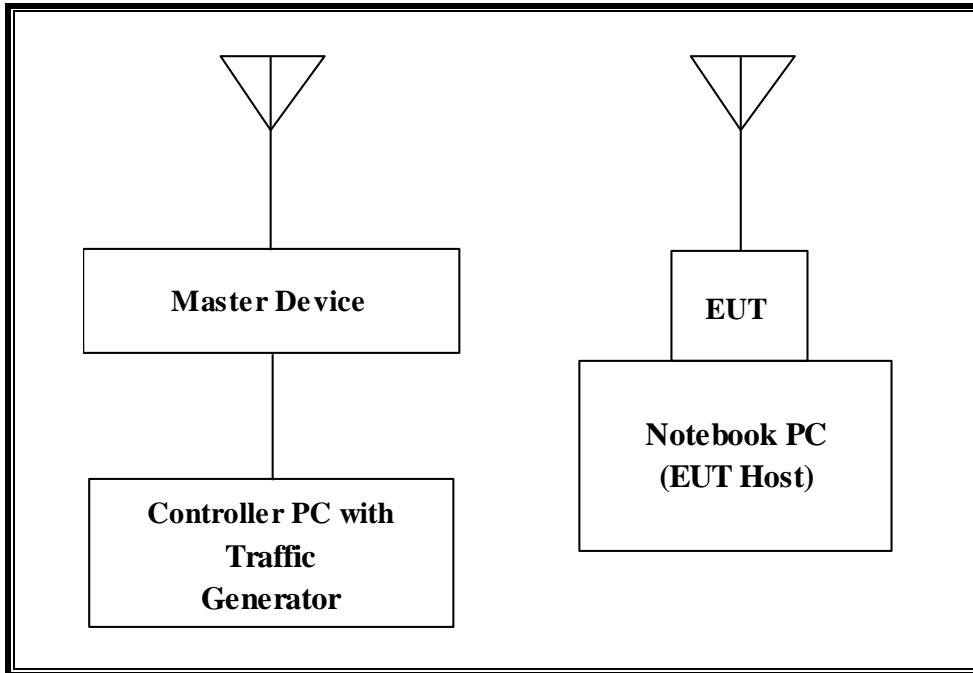 Master Device
Controller PC with
Traffic
Generator
EUT
Notebook PC
(EUT Host)